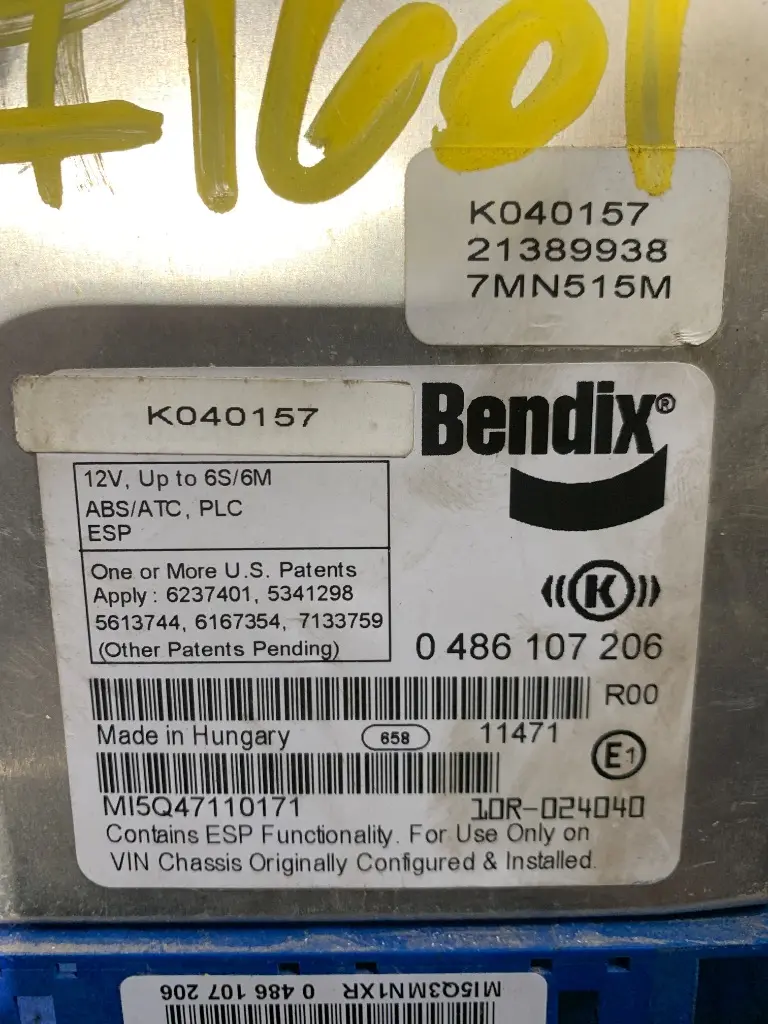 #1601
K040157
21389938
7MN515M
K040157
Bendix®
12V, Up to 6S/6M
ABS/ATC, PLC
ESP
One or More U.S. Patents
Apply : 6237401, 5341298
5613744, 6167354, 7133759
(Other Patents Pending)
K
0 486 107 206
R00
Made in Hungary
658
11471
E1
MI5Q47110171
10R-024040
Contains ESP Functionality. For Use Only on
VIN Chassis Originally Configured & Installed.
MI5Q3MN1XR 0 486 107 206